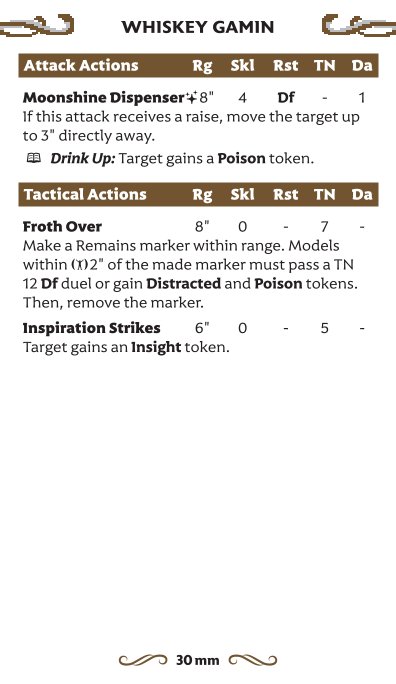 WHISKEY GAMIN
Attack Actions Rg Skl Rst TN Da
Moonshine Dispenser 8" 4 Df - 1
If this attack receives a raise, move the target up
to 3" directly away.
Drink Up: Target gains a Poison token.
Tactical Actions Rg Skl Rst TN Da
Froth Over 8" 0 - 7 -
Make a Remains marker within range. Models
within 2" of the made marker must pass a TN
12 Df duel or gain Distracted and Poison tokens.
Then, remove the marker.
Inspiration Strikes 6" 0 - 5 -
Target gains an Insight token.
30 mm